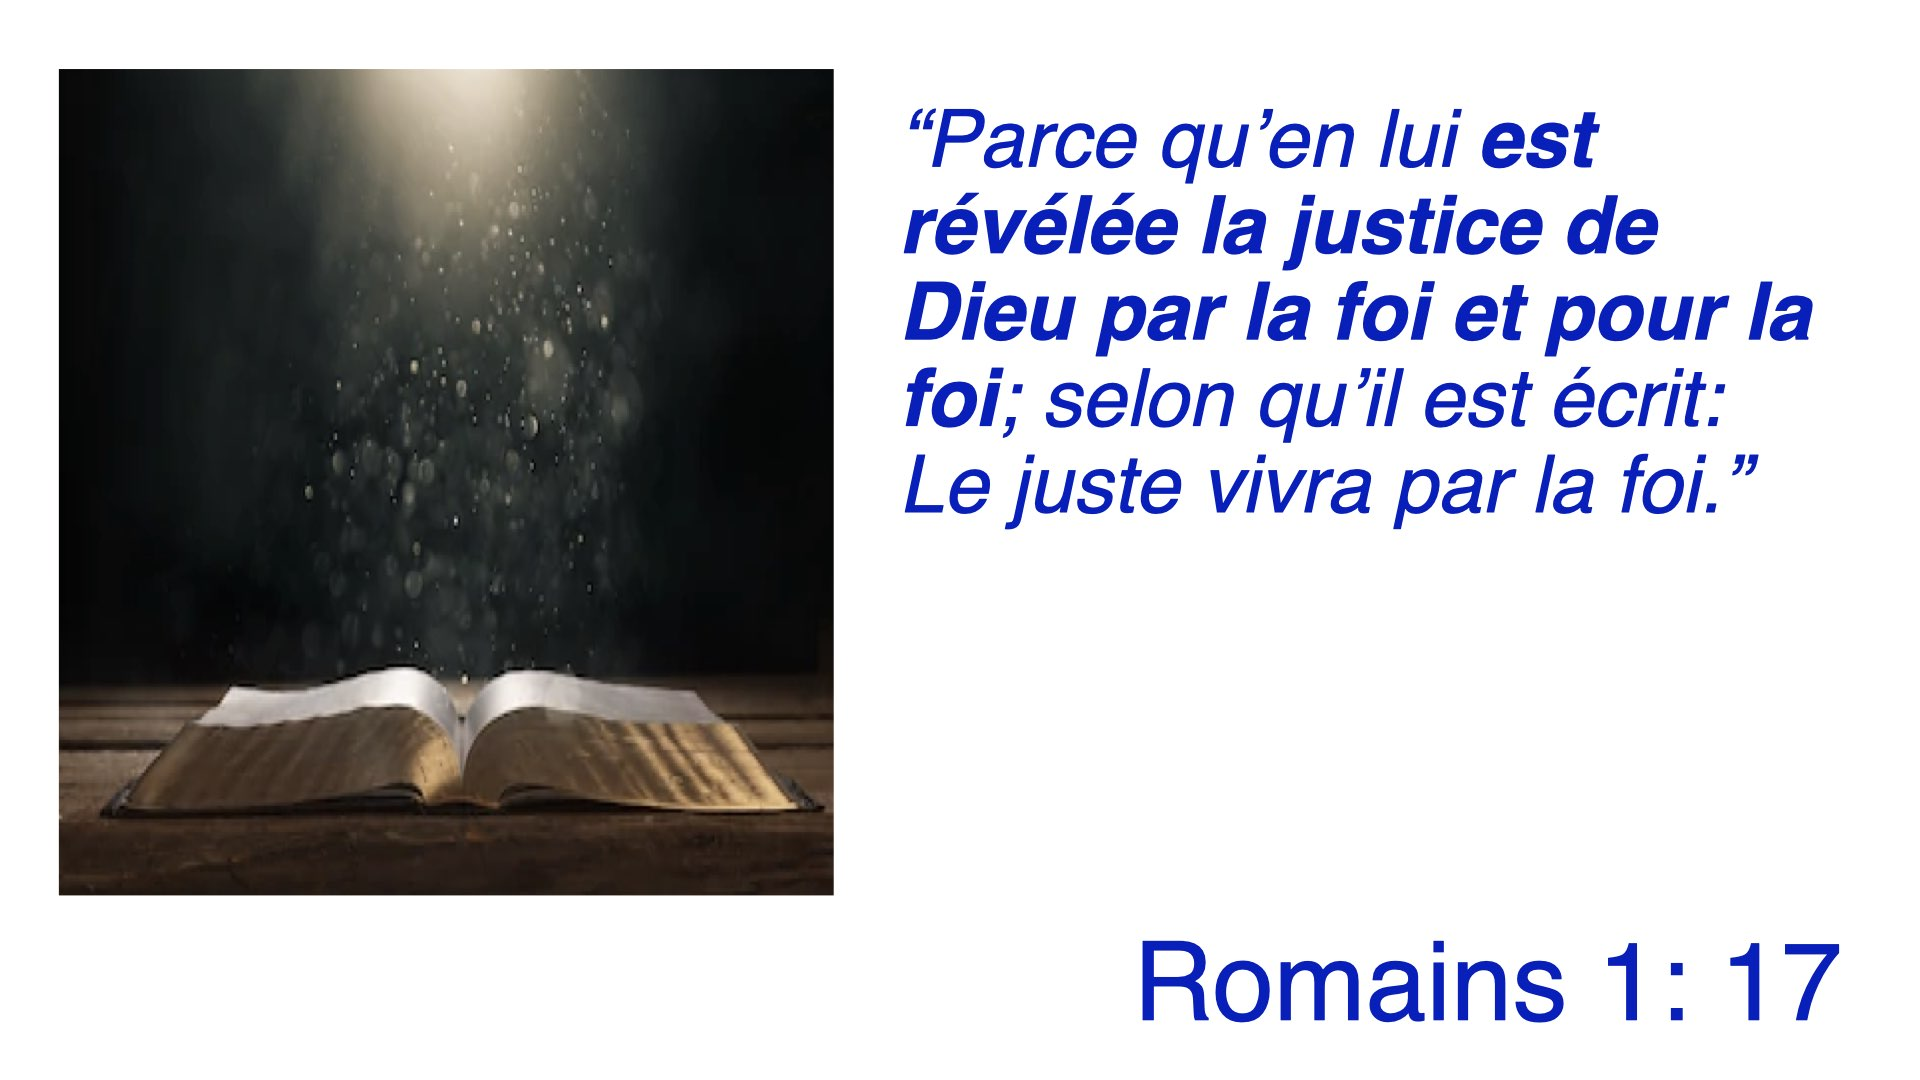 “Parce qu’en lui est
révélée la justice de
Dieu par la foi et pour la
foi; selon qu’il est écrit:
Le juste vivra par la foi.”
Romains 1: 17